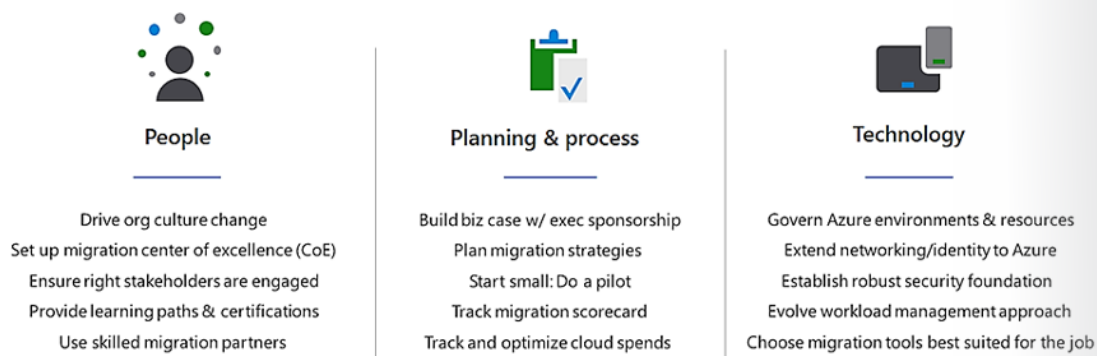 People
Drive org culture change
Set up migration center of excellence (CoE)
Ensure right stakeholders are engaged
Provide learning paths & certifications
Use skilled migration partners
Planning & process
Build biz case w/ exec sponsorship
Plan migration strategies
Start small: Do a pilot
Track migration scorecard
Track and optimize cloud spends
Technology
Govern Azure environments & resources
Extend networking/identity to Azure
Establish robust security foundation
Evolve workload management approach
Choose migration tools best suited for the job